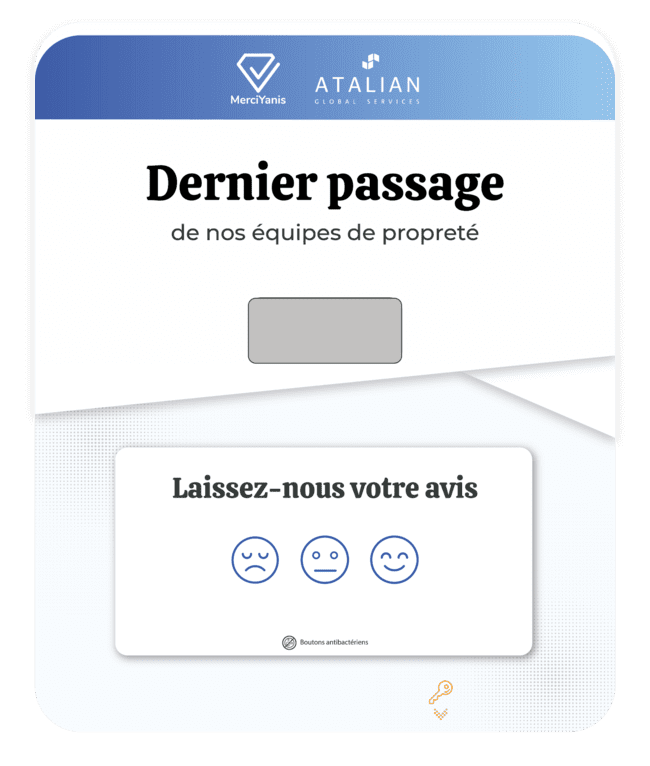 MerciYanis
ATALIAN
GLOBAL SERVICES
Dernier passage
de nos équipes de propreté
Laissez-nous votre avis
Boutons antibactériens